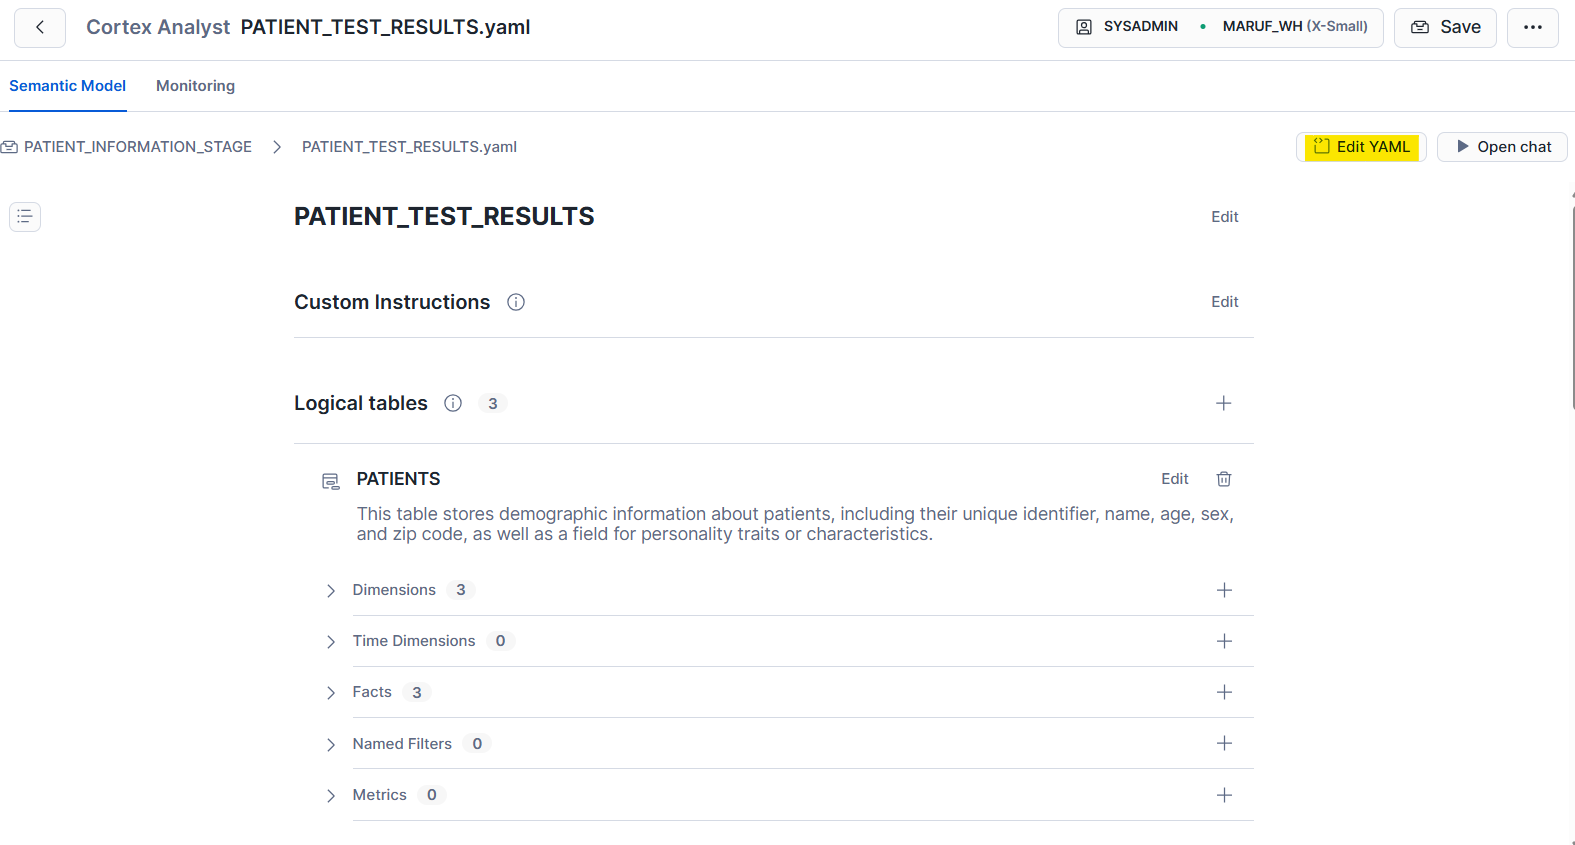 Cortex Analyst PATIENT_TEST_RESULTS.yaml
SYSADMIN • MARUF_WH (X-Small)
Save
Semantic Model
Monitoring
PATIENT_INFORMATION_STAGE > PATIENT_TEST_RESULTS.yaml
Edit YAML
Open chat
PATIENT_TEST_RESULTS
Edit
Custom Instructions
Edit
Logical tables 3
PATIENTS
Edit
This table stores demographic information about patients, including their unique identifier, name, age, sex,
and zip code, as well as a field for personality traits or characteristics.
Dimensions 3
Time Dimensions 0
Facts 3
Named Filters 0
Metrics 0